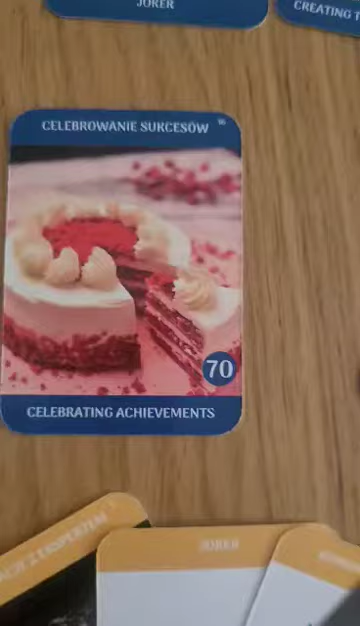 JOKER
CREATING T
CELEBROWANIE SUKCESÓW
70
CELEBRATING ACHIEVEMENTS
JOKER